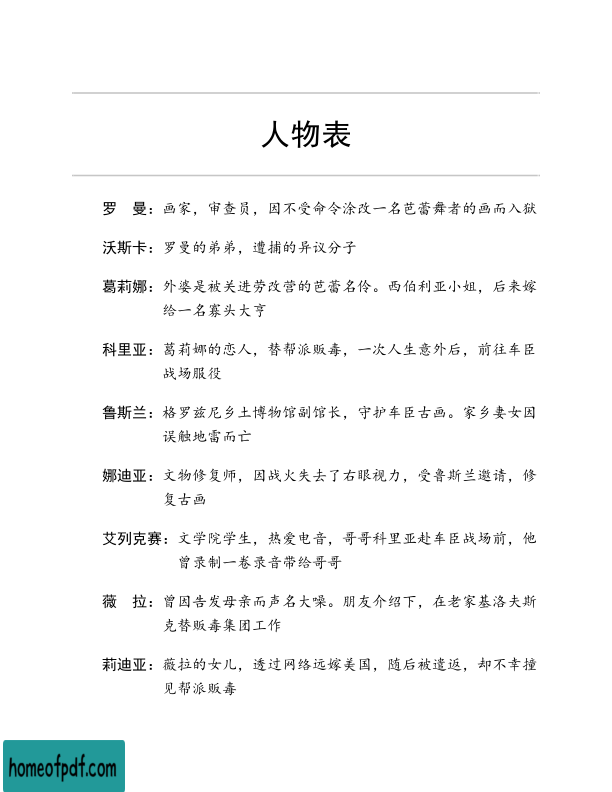 人物表
罗　曼：画家，审查员，因不受命令涂改一名芭蕾舞者的画而入狱
沃斯卡：罗曼的弟弟，遭捕的异议分子
葛莉娜：外婆是被关进劳改营的芭蕾名伶。西伯利亚小姐，后来嫁
给一名寡头大亨
科里亚：葛莉娜的恋人，替帮派贩毒，一次人生意外后，前往车臣
战场服役
鲁斯兰：格罗兹尼乡土博物馆副馆长，守护车臣古画。家乡妻女因
误触地雷而亡
娜迪亚：文物修复师，因战火失去了右眼视力，受鲁斯兰邀请，修
复古画
艾列克赛：文学院学生，热爱电音，哥哥科里亚赴车臣战场前，他
曾录制一卷录音带给哥哥
薇　拉：曾因告发母亲而声名大噪。朋友介绍下，在老家基洛夫斯
克替贩毒集团工作
莉迪亚：薇拉的女儿，透过网络远嫁美国，随后被遣返，却不幸撞
见帮派贩毒
homeofpdf.com